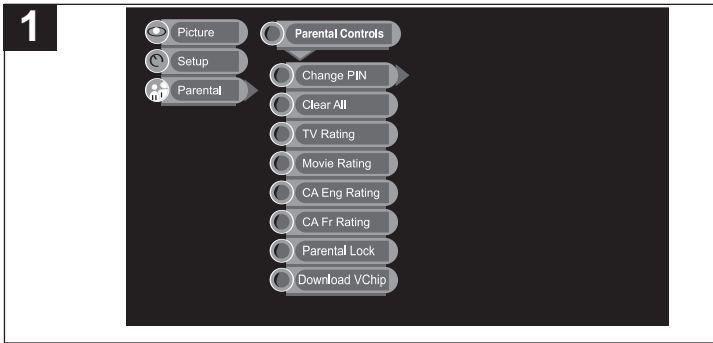 1
Picture
Setup
Parental
Parental Controls
Change PIN
Clear All
TV Rating
Movie Rating
CA Eng Rating
CA Fr Rating
Parental Lock
Download VChip